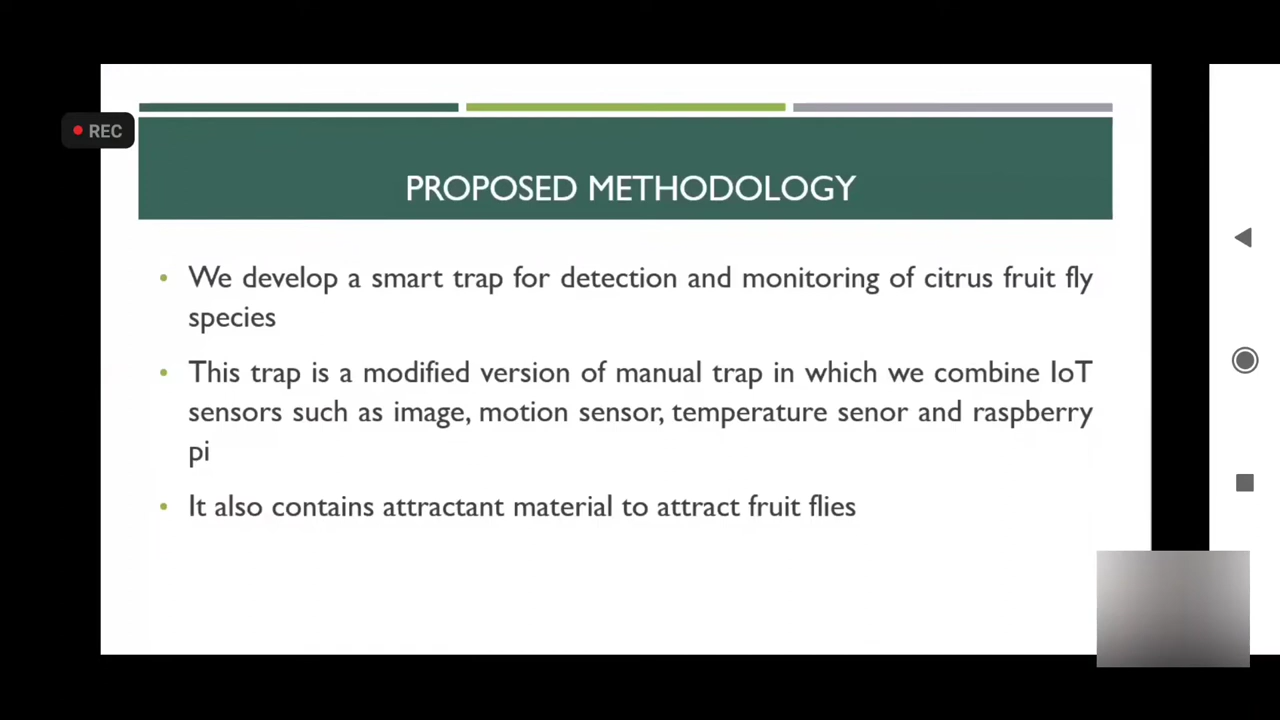 REC
PROPOSED METHODOLOGY
• We develop a smart trap for detection and monitoring of citrus fruit fly
species
• This trap is a modified version of manual trap in which we combine IoT
sensors such as image, motion sensor, temperature senor and raspberry
pi
• It also contains attractant material to attract fruit flies